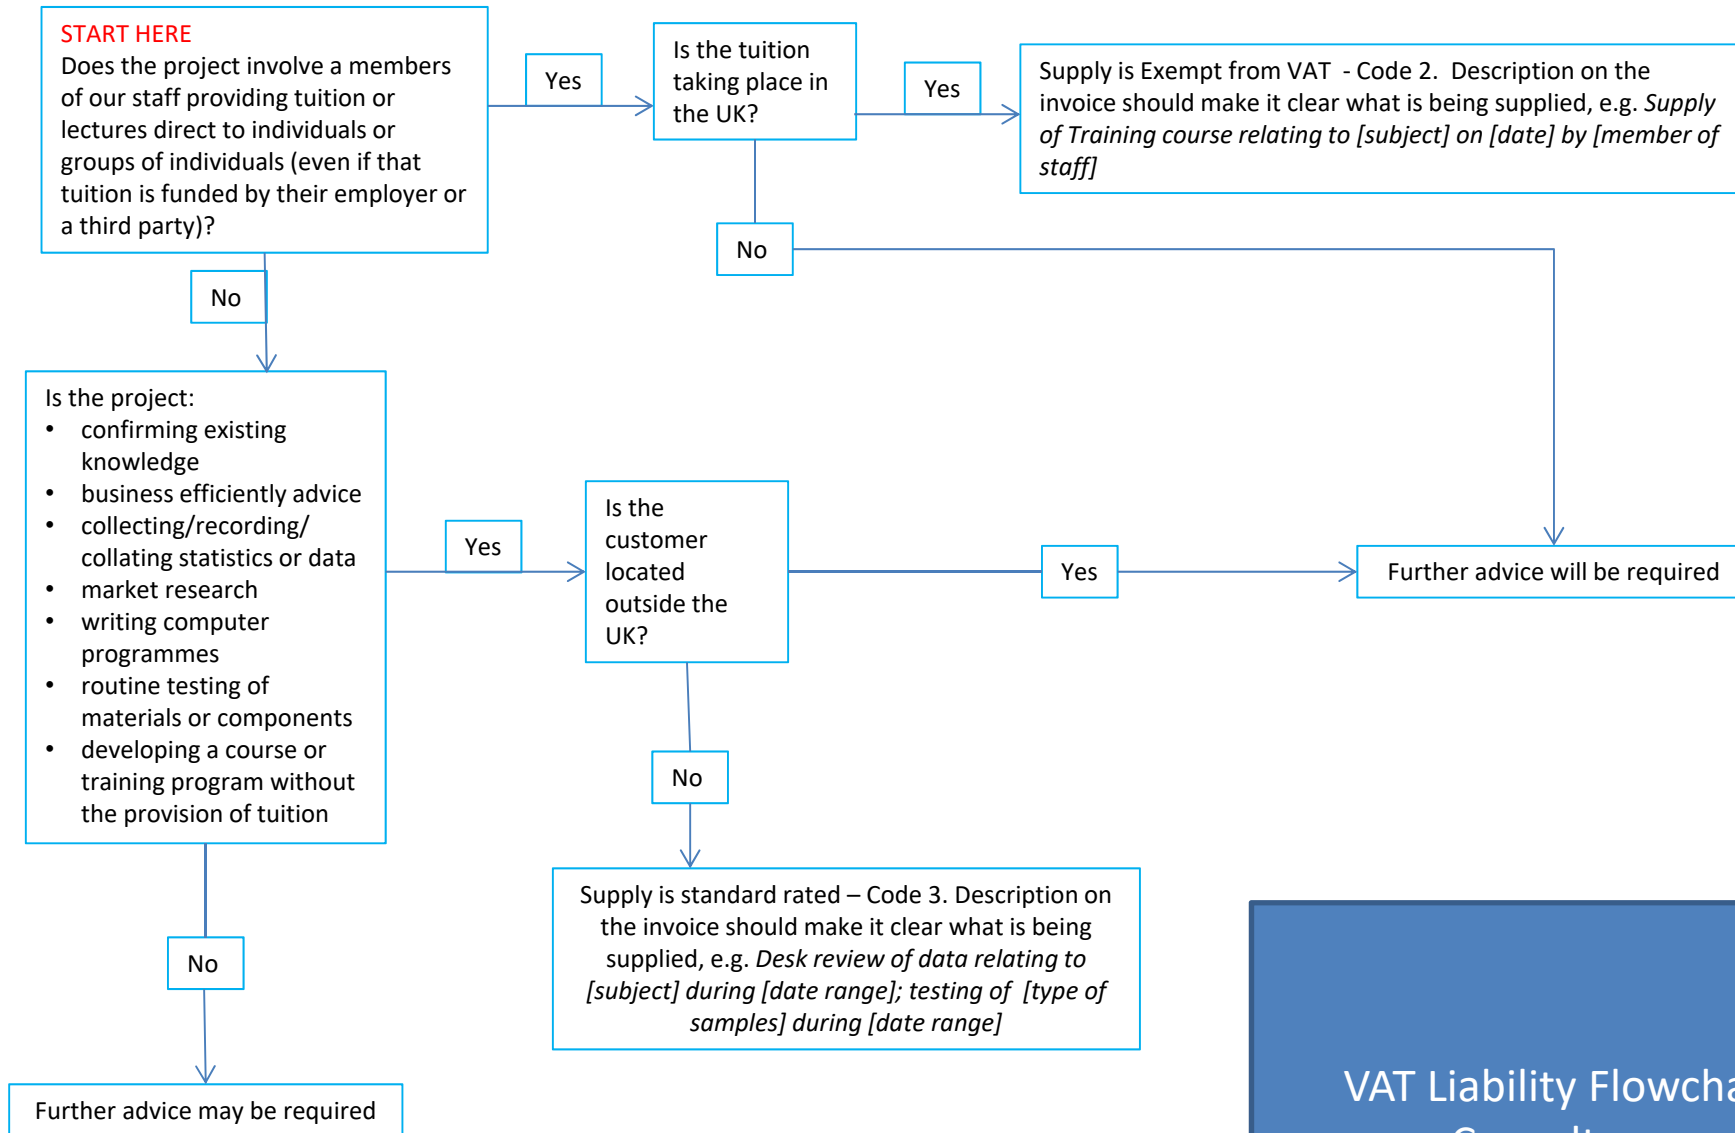 START HERE
Does the project involve a members
of our staff providing tuition or
lectures direct to individuals or
groups of individuals (even if that
tuition is funded by their employer or
a third party)?
Yes
Is the tuition
taking place in
the UK?
Yes
Supply is Exempt from VAT - Code 2. Description on the
invoice should make it clear what is being supplied, e.g. Supply
of Training course relating to [subject] on [date] by [member of
staff]
No
No
Is the project:
• confirming existing
knowledge
• business efficiently advice
• collecting/recording/
collating statistics or data
• market research
• writing computer
programmes
• routine testing of
materials or components
• developing a course or
training program without
the provision of tuition
Yes
Is the
customer
located
outside the
UK?
Yes
Further advice will be required
No
Supply is standard rated – Code 3. Description on
the invoice should make it clear what is being
supplied, e.g. Desk review of data relating to
[subject] during [date range]; testing of [type of
samples] during [date range]
No
Further advice may be required
VAT Liability Flowcha